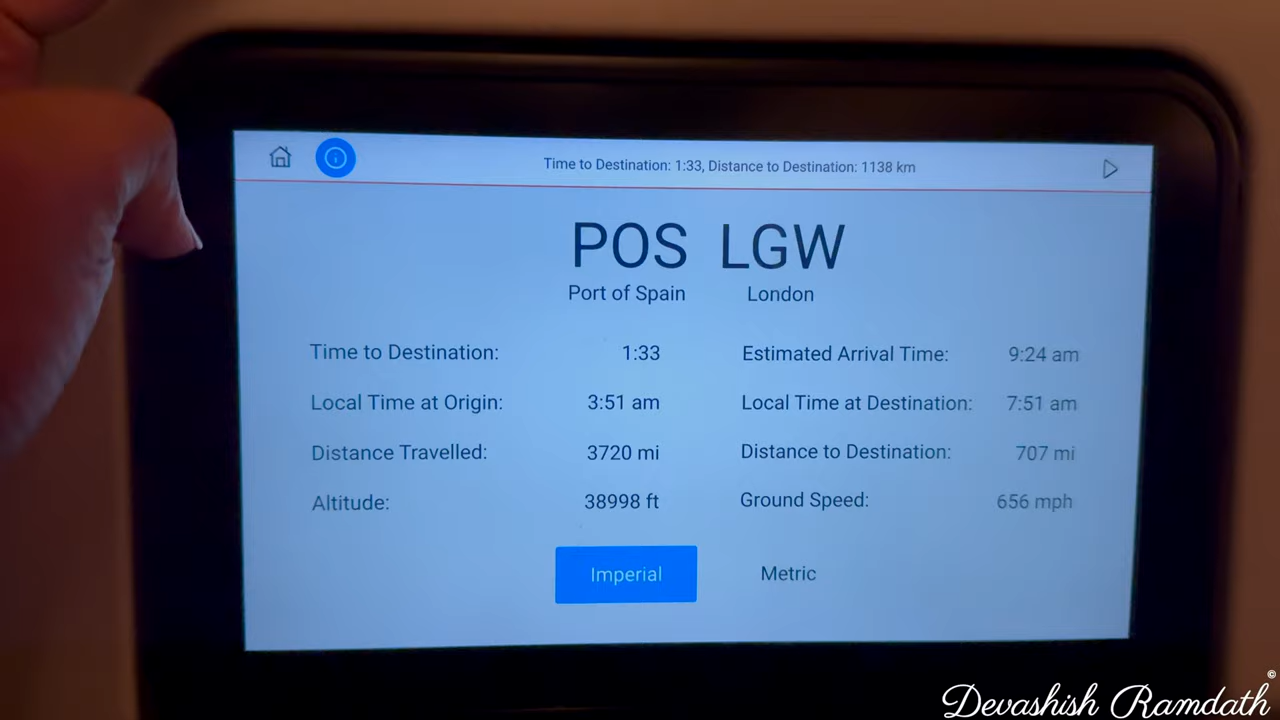 Time to Destination: 1:33, Distance to Destination: 1138 km
POS LGW
Port of Spain London
Time to Destination: 1:33 Estimated Arrival Time: 9:24 am
Local Time at Origin: 3:51 am Local Time at Destination: 7:51 am
Distance Travelled: 3720 mi Distance to Destination: 707 mi
Altitude: 38998 ft Ground Speed: 656 mph
Imperial Metric
Devashish Ramdath ©